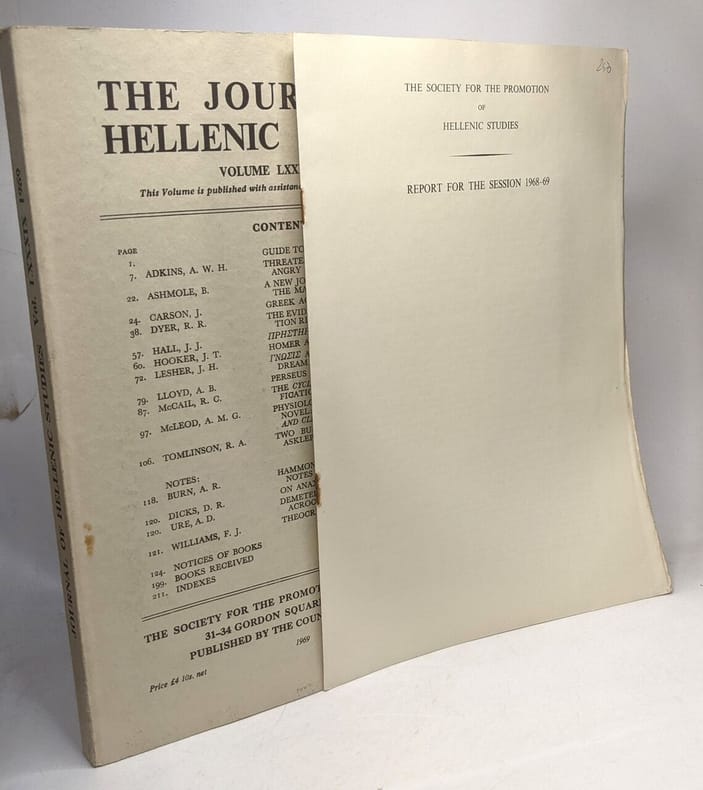 THE JOUR
HELLENIC
VOLUME LXX
This Volume is published with assistan
CONTEN
PAGE
1. GUIDE TO
7. ADKINS, A. W. H. THREATE
ANGRY
22. ASHMOLE, B. A NEW JO
THE MA
24. CARSON, J. GREEK AC
38. DYER, R. R. THE EVID
TION RI
57. HALL, J. J. ΠΡΗΣΤΗ
60. HOOKER, J. T. HOMER A
72. LESHER, J. H. ΓΝΩΣΙΣ A
DREAM
79. LLOYD, A. B. PERSEUS
87. McCAIL, R. C. THE CYCL
FICATIO
97. McLEOD, A. M. G. PHYSIOLO
NOVEL
AND CL
106. TOMLINSON, R. A. TWO BU
ASKLEP
NOTES:
118. BURN, A. R. HAMMON
NOTES
120. DICKS, D. R. ON ANA
120. URE, A. D. DEMETE
ACRO
121. WILLIAMS, F. J. THEOCR
124. NOTICES OF BOOKS
199. BOOKS RECEIVED
211. INDEXES
THE SOCIETY FOR THE PROMOT
31–34 GORDON SQUAR
PUBLISHED BY THE COUN
1969
Price £4 10s. net
JOURNAL OF HELLENIC STUDIES Vol. LXXXIX 1969
THE SOCIETY FOR THE PROMOTION
OF
HELLENIC STUDIES
REPORT FOR THE SESSION 1968–69